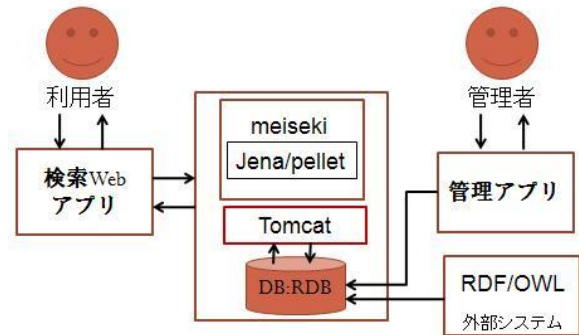 利用者
管理者
meiseki
Jena/pellet
検索Web
アプリ
管理アプリ
Tomcat
DB:RDB
RDF/OWL
外部システム